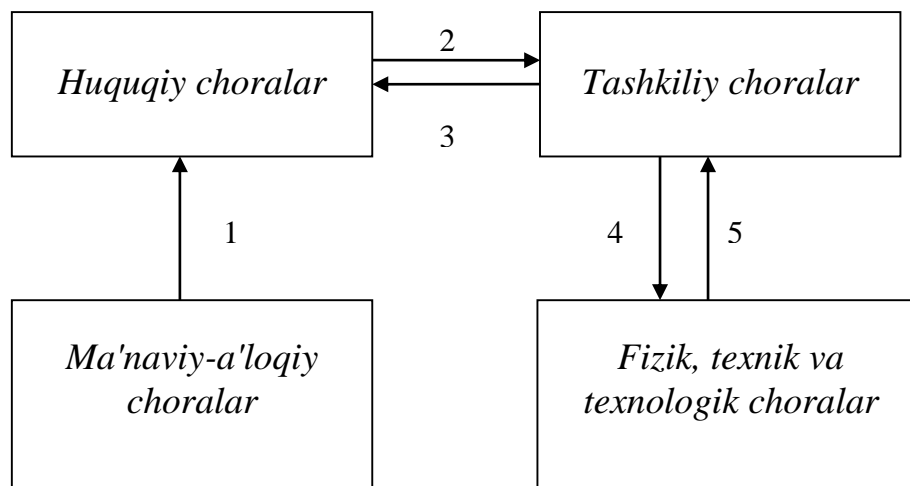 Huquqiy choralar
2
Tashkiliy choralar
3
1
4
5
Ma'naviy-a'loqiy
choralar
Fizik, texnik va
texnologik choralar